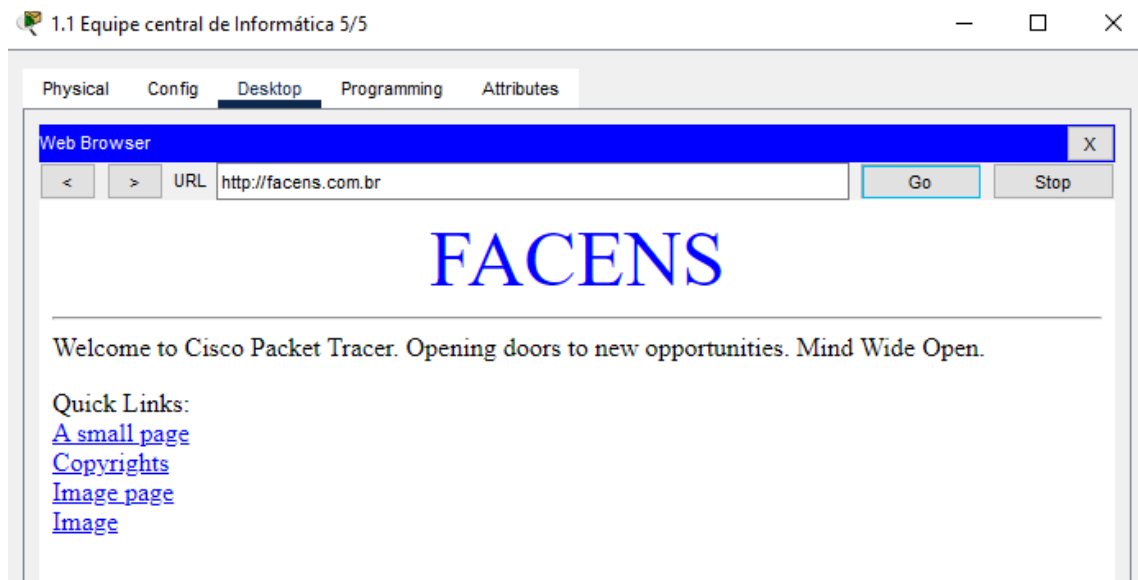 1.1 Equipe central de Informática 5/5
Physical Config Desktop Programming Attributes
Web Browser X
< > URL http://facens.com.br Go Stop
FACENS
Welcome to Cisco Packet Tracer. Opening doors to new opportunities. Mind Wide Open.
Quick Links:
A small page
Copyrights
Image page
Image